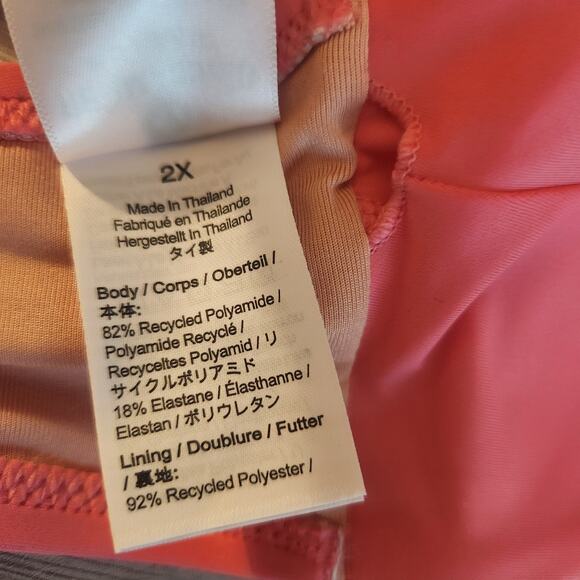 2X
Made In Thailand
Fabriqué en Thaïlande
Hergestellt In Thailand
タイ製
Body / Corps / Oberteil /
本体:
82% Recycled Polyamide /
Polyamide Recyclé /
Recyceltes Polyamid / リ
サイクルポリアミド
18% Elastane / Élasthanne /
Elastan / ポリウレタン
Lining / Doublure / Futter
/ 裏地:
92% Recycled Polyester /